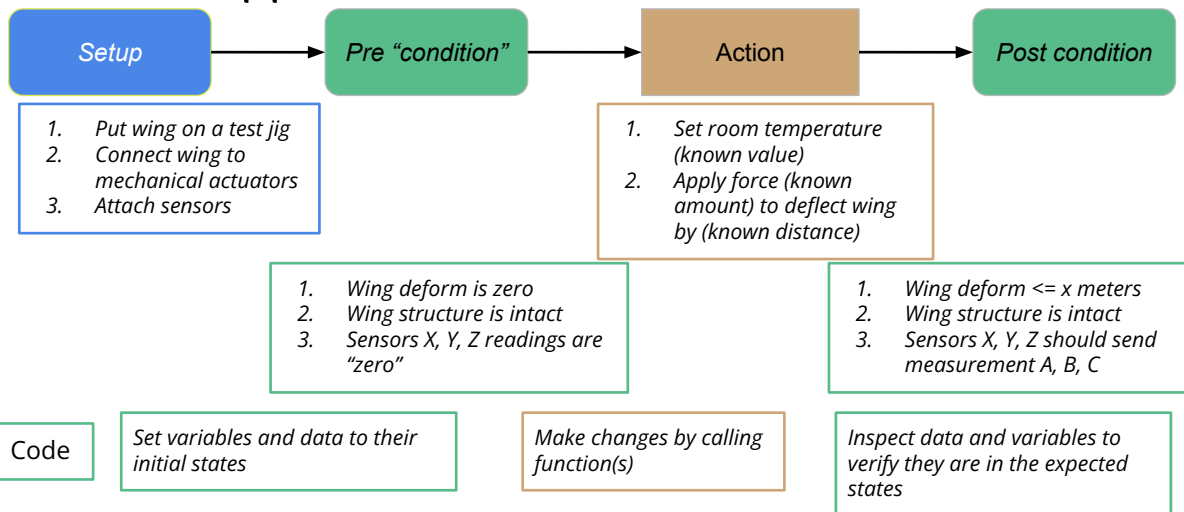 Setup
Pre “condition”
Action
Post condition
1. Put wing on a test jig
2. Connect wing to
mechanical actuators
3. Attach sensors
1. Set room temperature
(known value)
2. Apply force (known
amount) to deflect wing
by (known distance)
1. Wing deform is zero
2. Wing structure is intact
3. Sensors X, Y, Z readings are
“zero”
1. Wing deform <= x meters
2. Wing structure is intact
3. Sensors X, Y, Z should send
measurement A, B, C
Code
Set variables and data to their
initial states
Make changes by calling
function(s)
Inspect data and variables to
verify they are in the expected
states